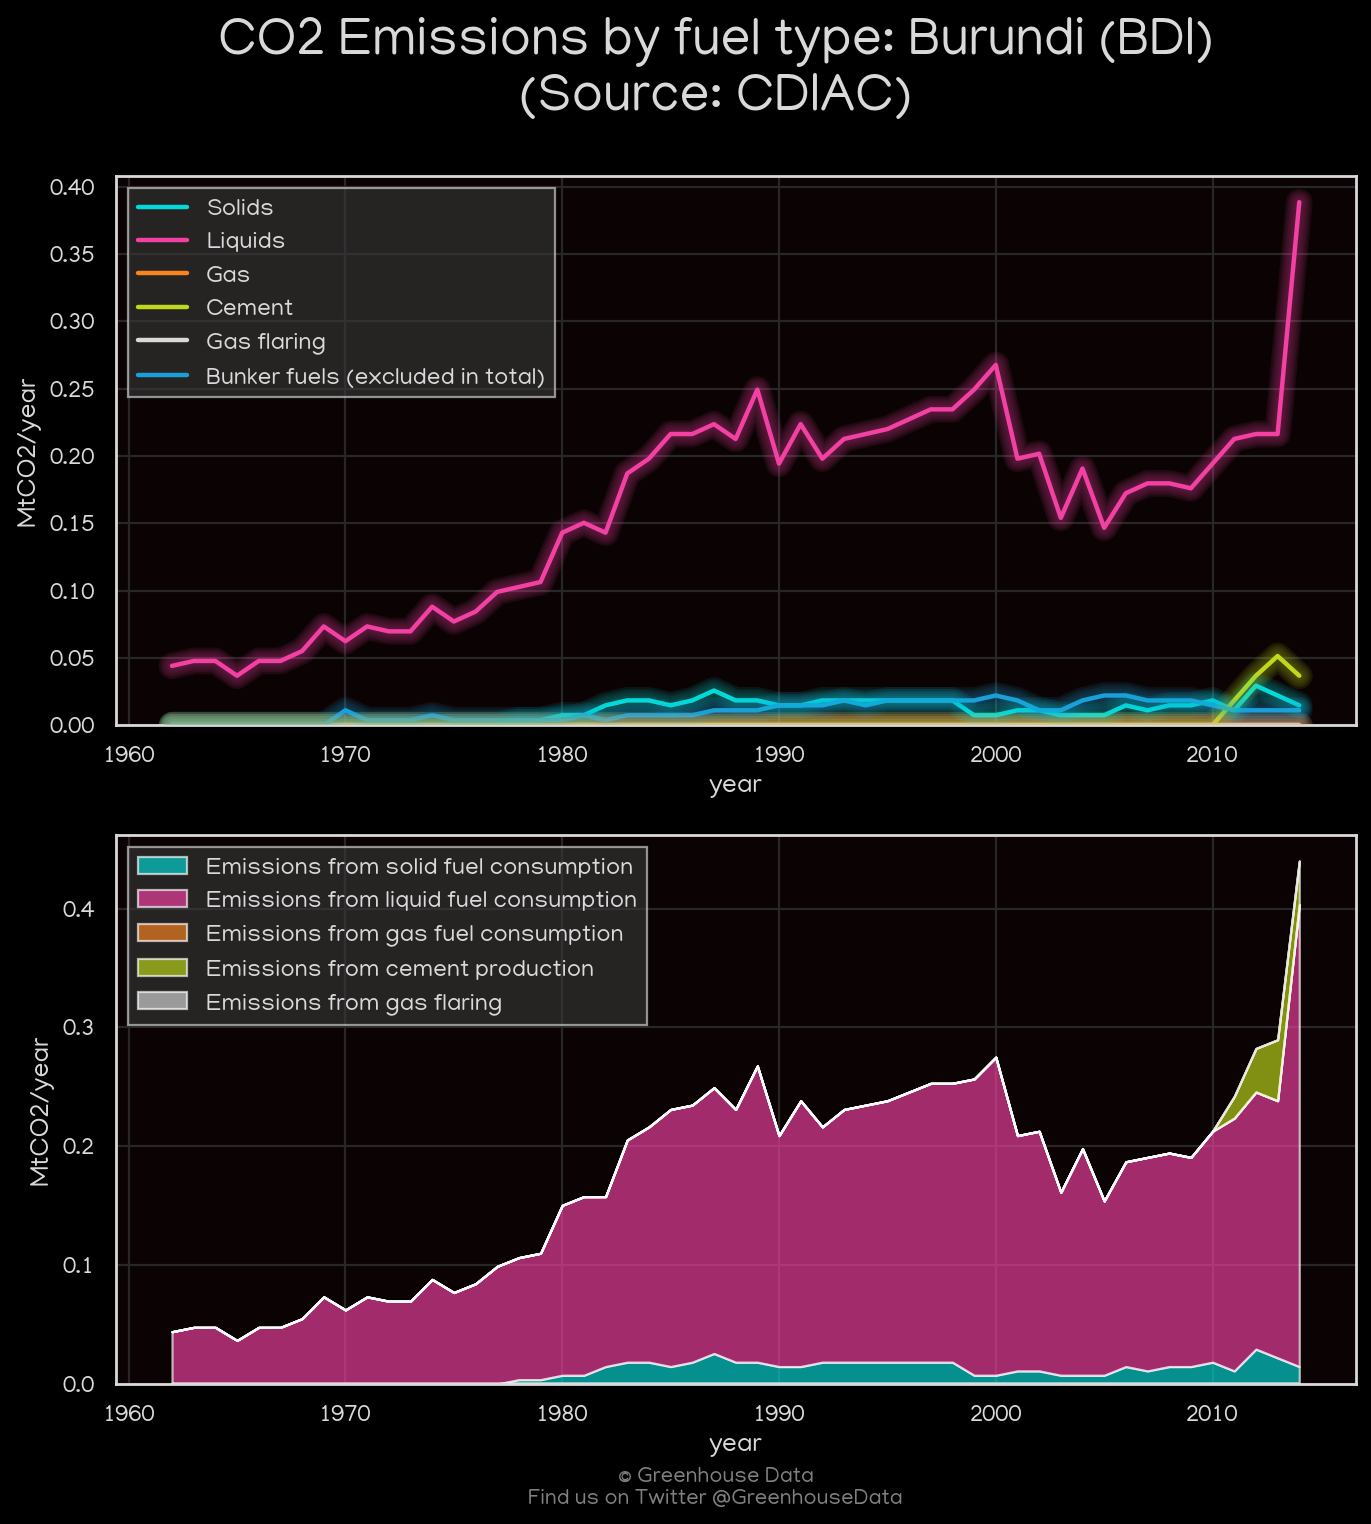 CO2 Emissions by fuel type: Burundi (BDI)
(Source: CDIAC)
0.40
0.35
0.30
0.25
0.20
0.15
0.10
0.05
0.00
MtCO2/year
Solids
Liquids
Gas
Cement
Gas flaring
Bunker fuels (excluded in total)
1960 1970 1980 1990 2000 2010
year
0.4
0.3
0.2
0.1
0.0
MtCO2/year
Emissions from solid fuel consumption
Emissions from liquid fuel consumption
Emissions from gas fuel consumption
Emissions from cement production
Emissions from gas flaring
1960 1970 1980 1990 2000 2010
year
© Greenhouse Data
Find us on Twitter @GreenhouseData